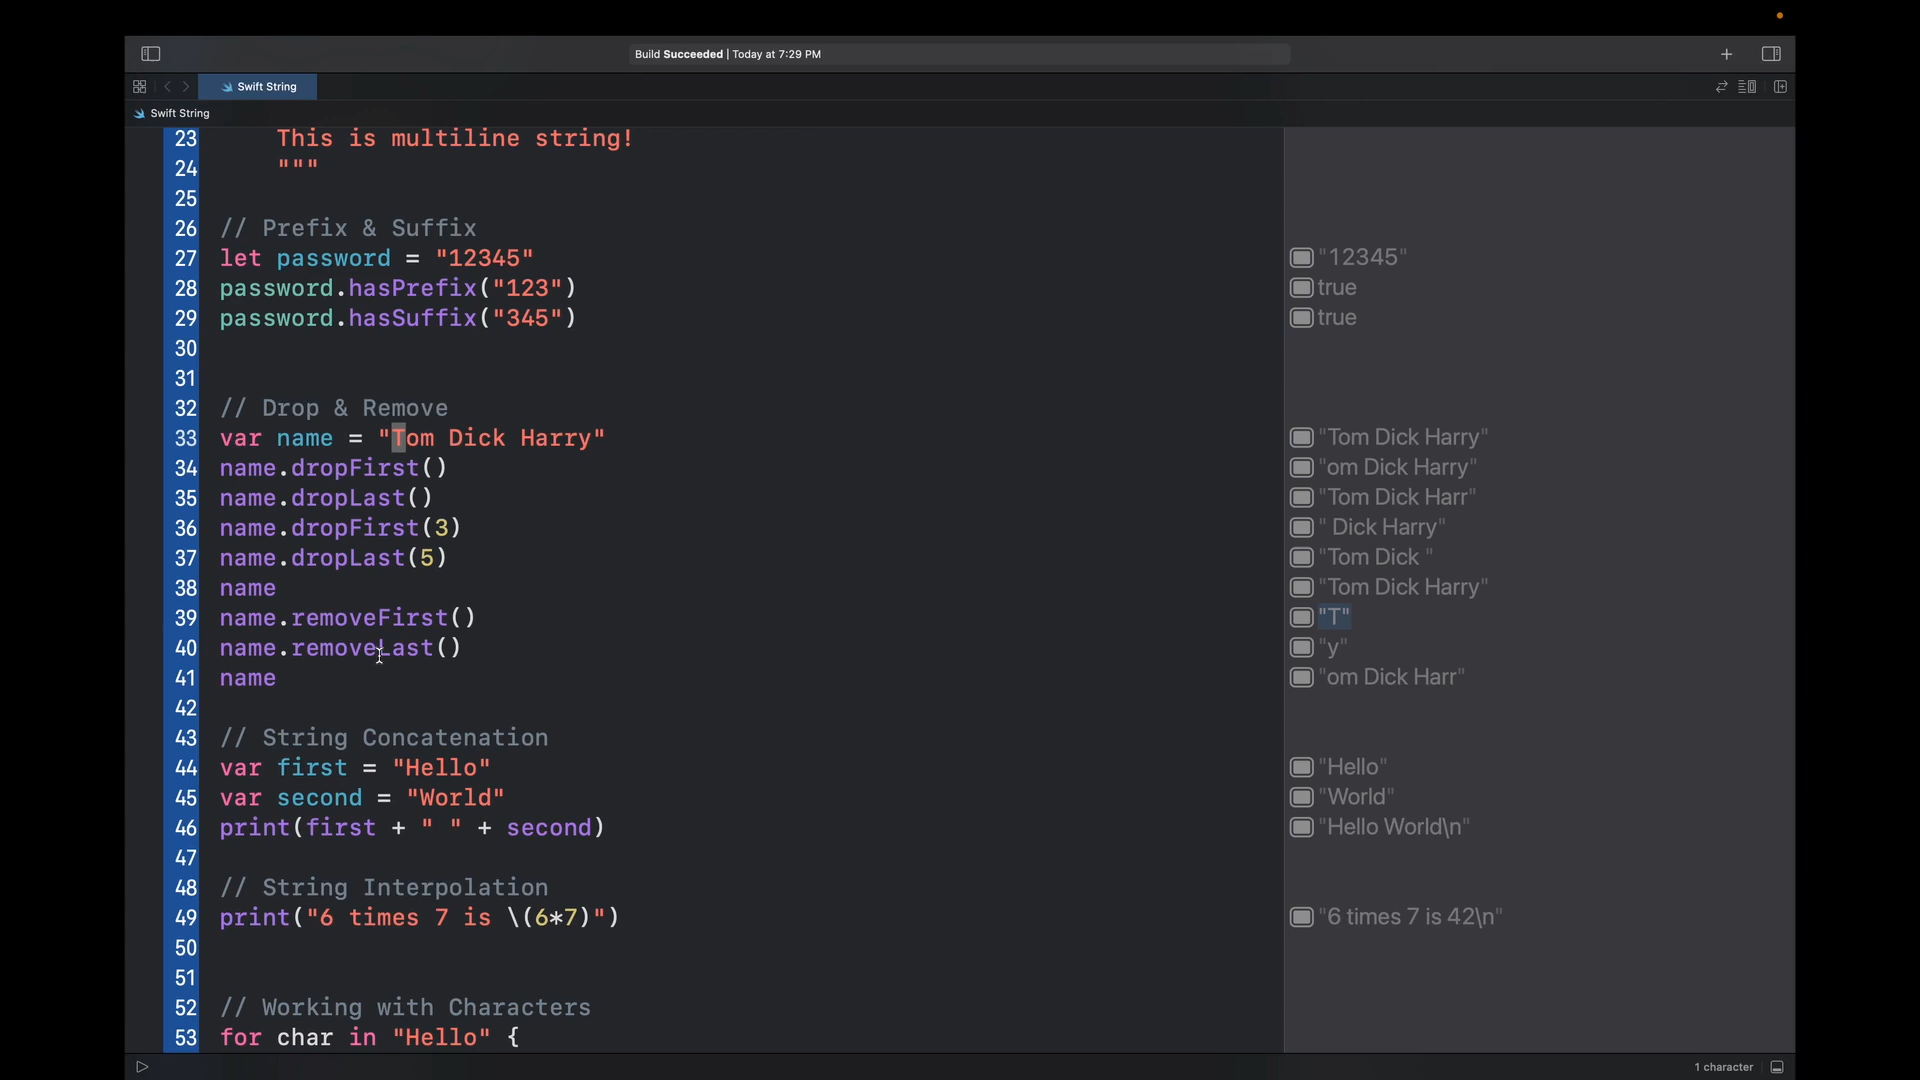 Build Succeeded | Today at 7:29 PM
Swift String
Swift String
23 This is multiline string!
24 """
25
26 // Prefix & Suffix
27 let password = "12345" "12345"
28 password.hasPrefix("123") true
29 password.hasSuffix("345") true
30
31
32 // Drop & Remove
33 var name = "Tom Dick Harry" "Tom Dick Harry"
34 name.dropFirst() "om Dick Harry"
35 name.dropLast() "Tom Dick Harr"
36 name.dropFirst(3) " Dick Harry"
37 name.dropLast(5) "Tom Dick "
38 name "Tom Dick Harry"
39 name.removeFirst() "T"
40 name.removeLast() "y"
41 name "om Dick Harr"
42
43 // String Concatenation
44 var first = "Hello" "Hello"
45 var second = "World" "World"
46 print(first + " " + second) "Hello World\n"
47
48 // String Interpolation
49 print("6 times 7 is \(6*7)") "6 times 7 is 42\n"
50
51
52 // Working with Characters
53 for char in "Hello" {
1 character